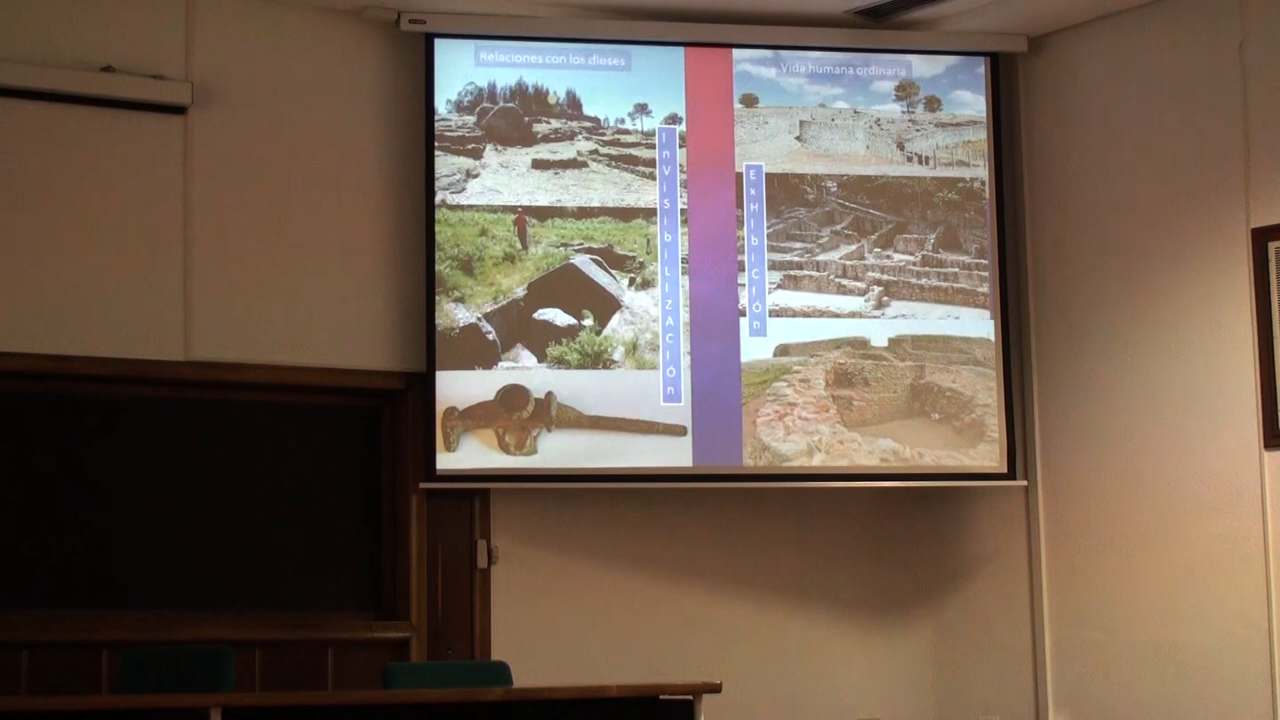 Relaciones con los dioses
InViSibiLIZACIÓn
Vida humana ordinaria
ExHIbiCIÓn